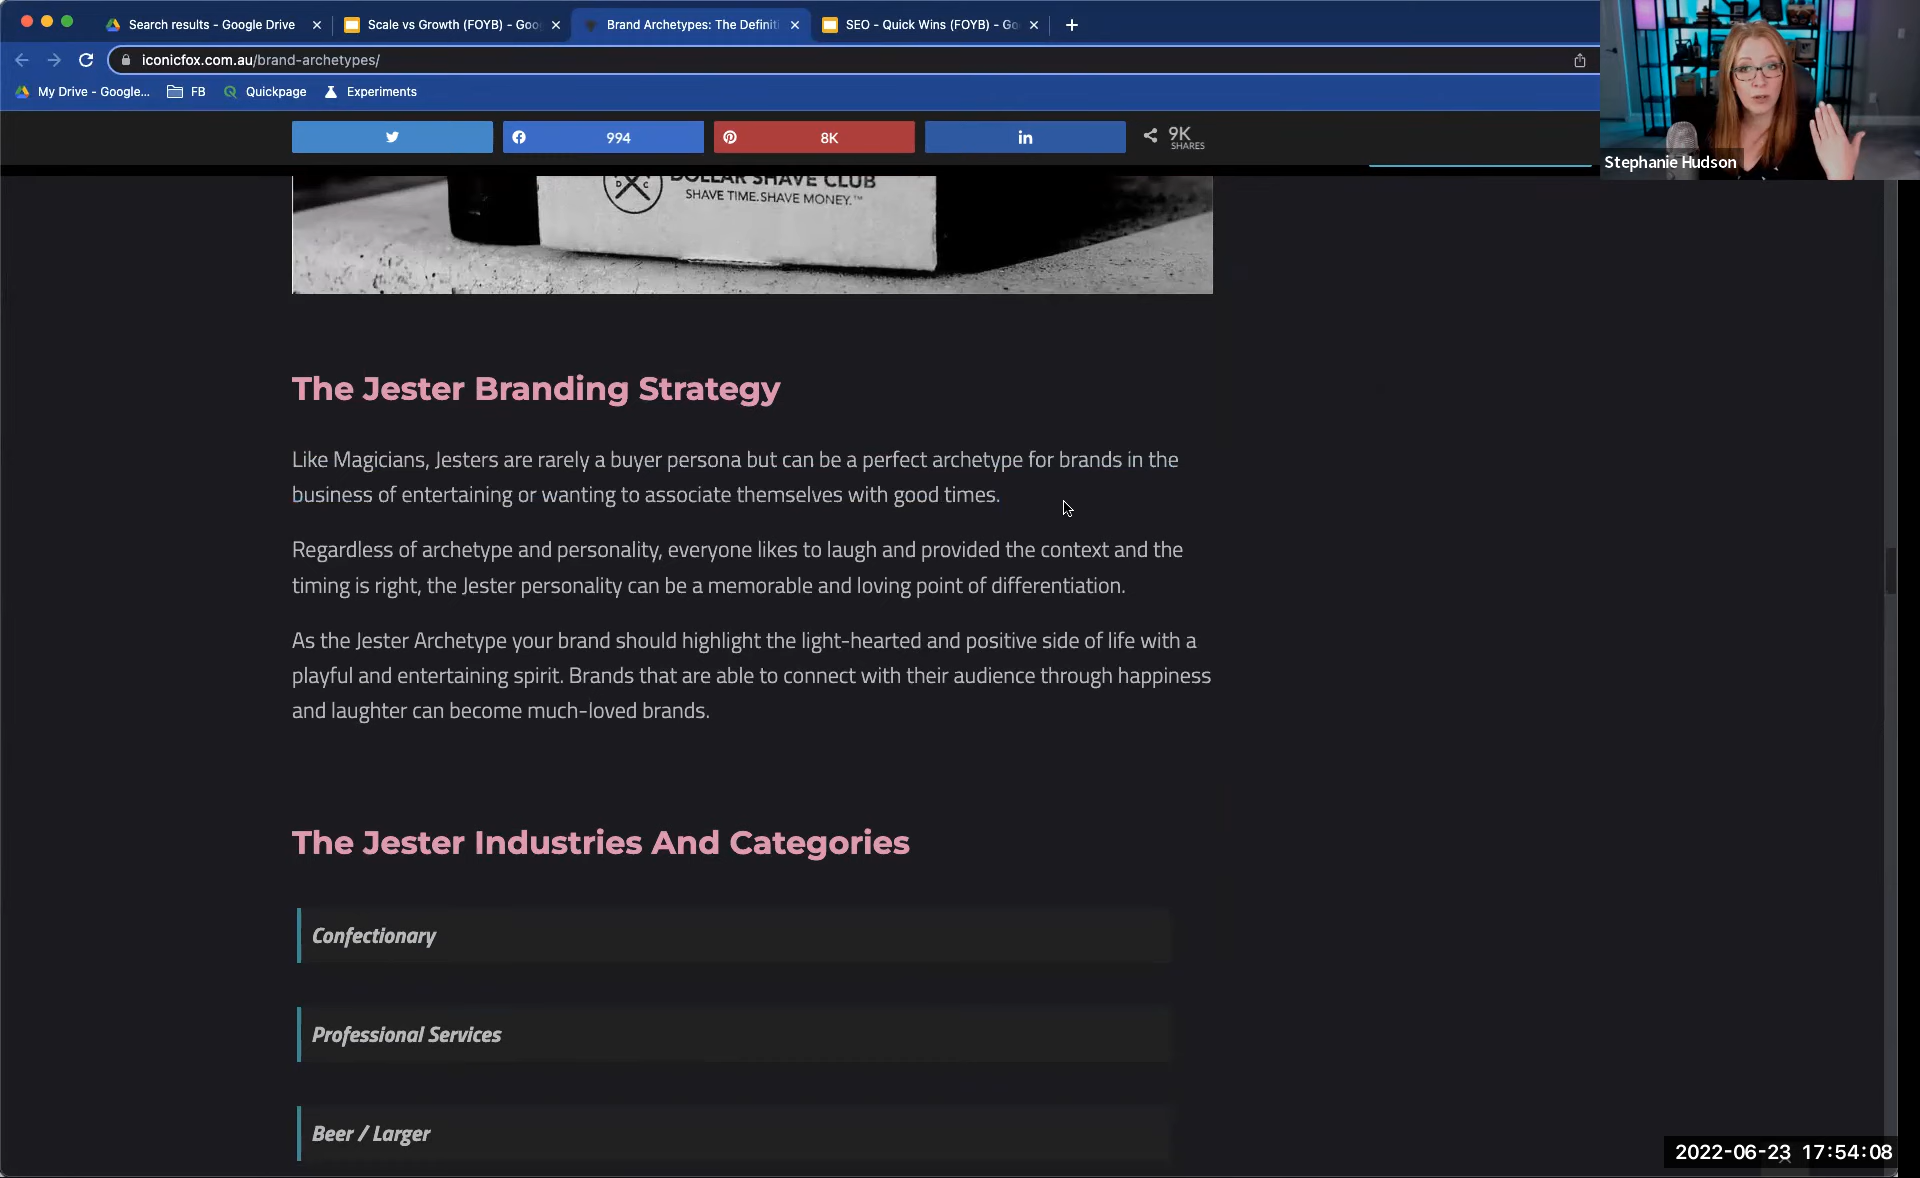 Search results - Google Drive
Scale vs Growth (FOYB) - Goo
Brand Archetypes: The Definiti
SEO - Quick Wins (FOYB) - Go
iconicfox.com.au/brand-archetypes/
My Drive - Google...
FB
Quickpage
Experiments
994
8K
9K
SHARES
Stephanie Hudson
D C
DOLLAR SHAVE CLUB
SHAVE TIME. SHAVE MONEY.™
The Jester Branding Strategy
Like Magicians, Jesters are rarely a buyer persona but can be a perfect archetype for brands in the
business of entertaining or wanting to associate themselves with good times.
Regardless of archetype and personality, everyone likes to laugh and provided the context and the
timing is right, the Jester personality can be a memorable and loving point of differentiation.
As the Jester Archetype your brand should highlight the light-hearted and positive side of life with a
playful and entertaining spirit. Brands that are able to connect with their audience through happiness
and laughter can become much-loved brands.
The Jester Industries And Categories
Confectionary
Professional Services
Beer / Larger
2022-06-23 17:54:08